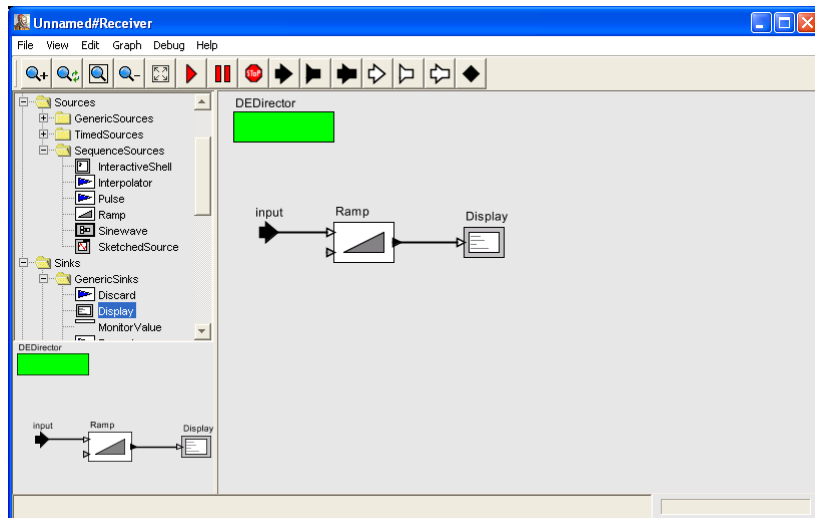 Unnamed#Receiver
File View Edit Graph Debug Help
STOP
Sources
GenericSources
TimedSources
SequenceSources
InteractiveShell
Interpolator
Pulse
Ramp
Sinewave
SketchedSource
Sinks
GenericSinks
Discard
Display
MonitorValue
DEDirector
input
Ramp
Display
DEDirector
input
Ramp
Display